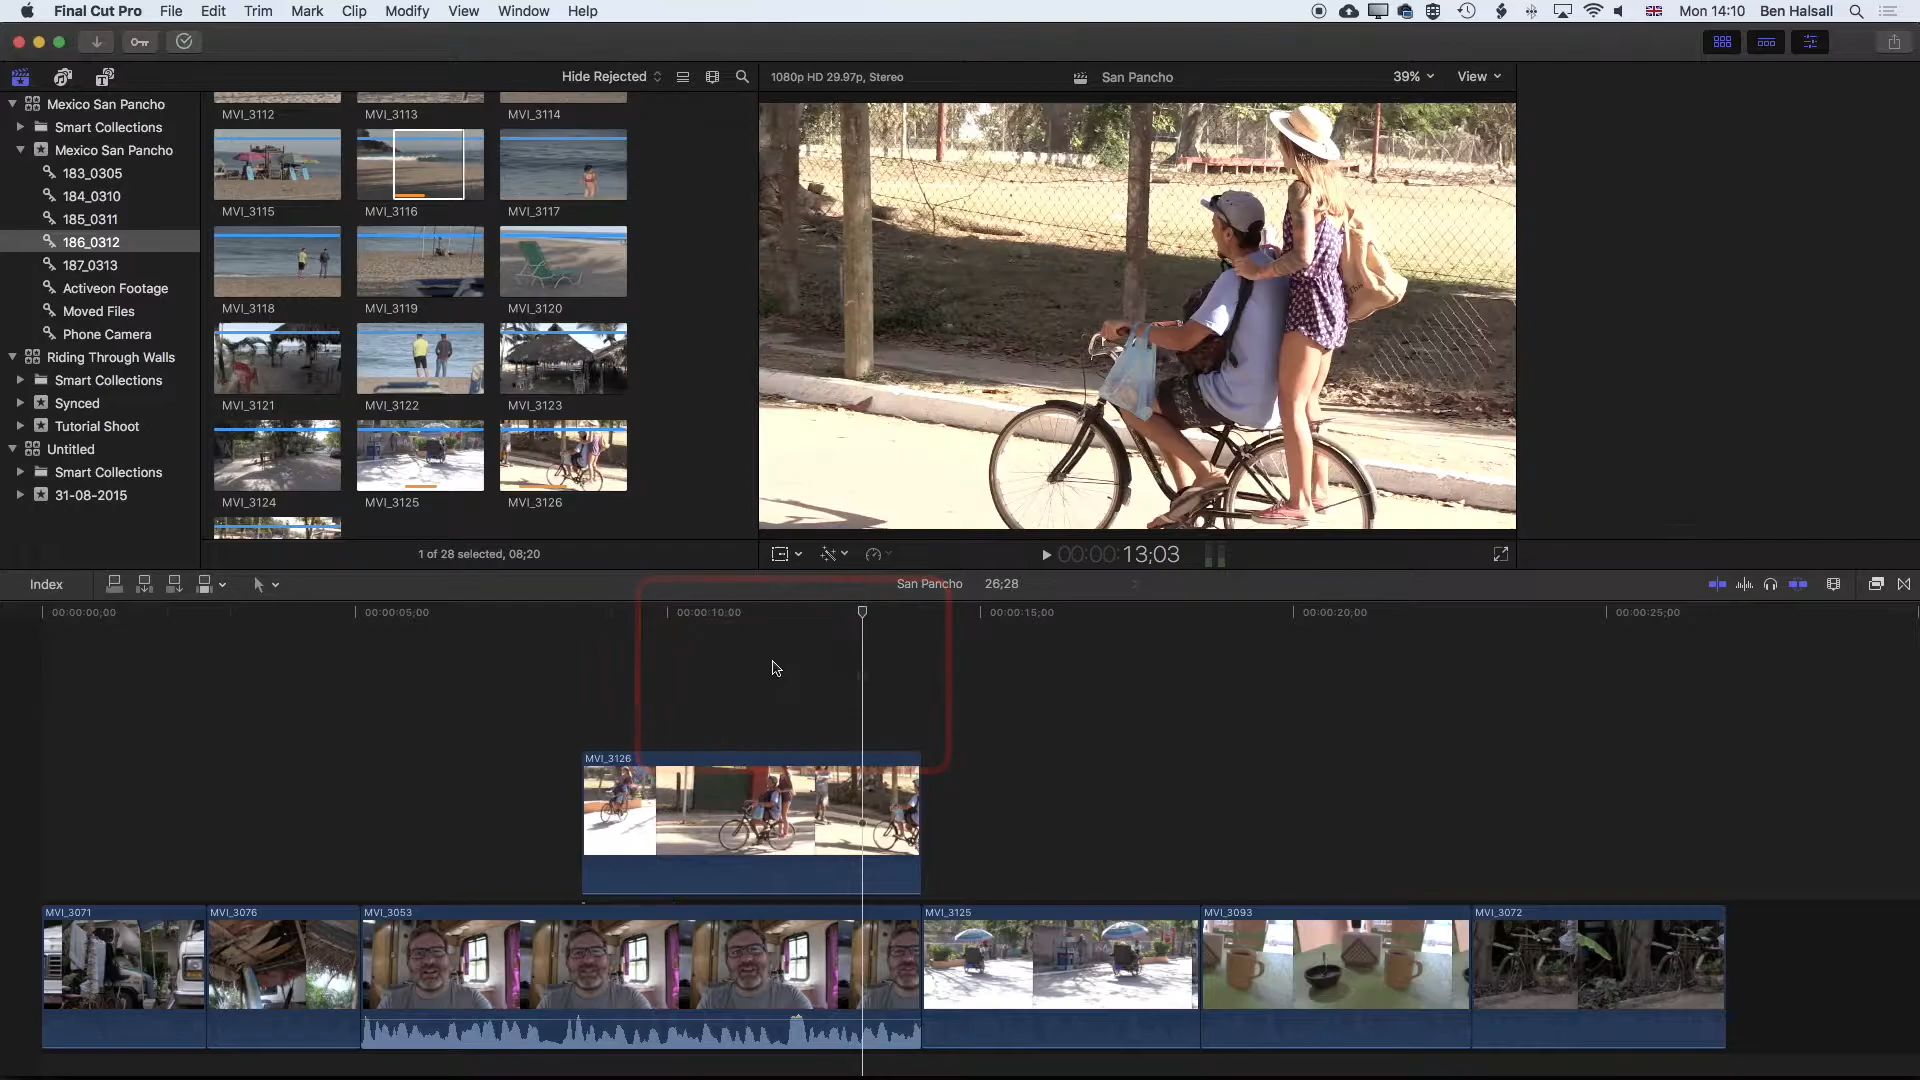 Final Cut Pro File Edit Trim Mark Clip Modify View Window Help Mon 14:10 Ben Halsall
Hide Rejected 1080p HD 29.97p, Stereo San Pancho 39% View
Mexico San Pancho
Smart Collections
Mexico San Pancho
183_0305
184_0310
185_0311
186_0312
187_0313
Activeon Footage
Moved Files
Phone Camera
Riding Through Walls
Smart Collections
Synced
Tutorial Shoot
Untitled
Smart Collections
31-08-2015
MVI_3112 MVI_3113 MVI_3114
MVI_3115 MVI_3116 MVI_3117
MVI_3118 MVI_3119 MVI_3120
MVI_3121 MVI_3122 MVI_3123
MVI_3124 MVI_3125 MVI_3126
1 of 28 selected, 08;20
00:00:13;03
Index San Pancho 26;28
00:00:00;00 00:00:05;00 00:00:10;00 00:00:15;00 00:00:20;00 00:00:25;00
MVI_3126
MVI_3071 MVI_3076 MVI_3053 MVI_3125 MVI_3093 MVI_3072